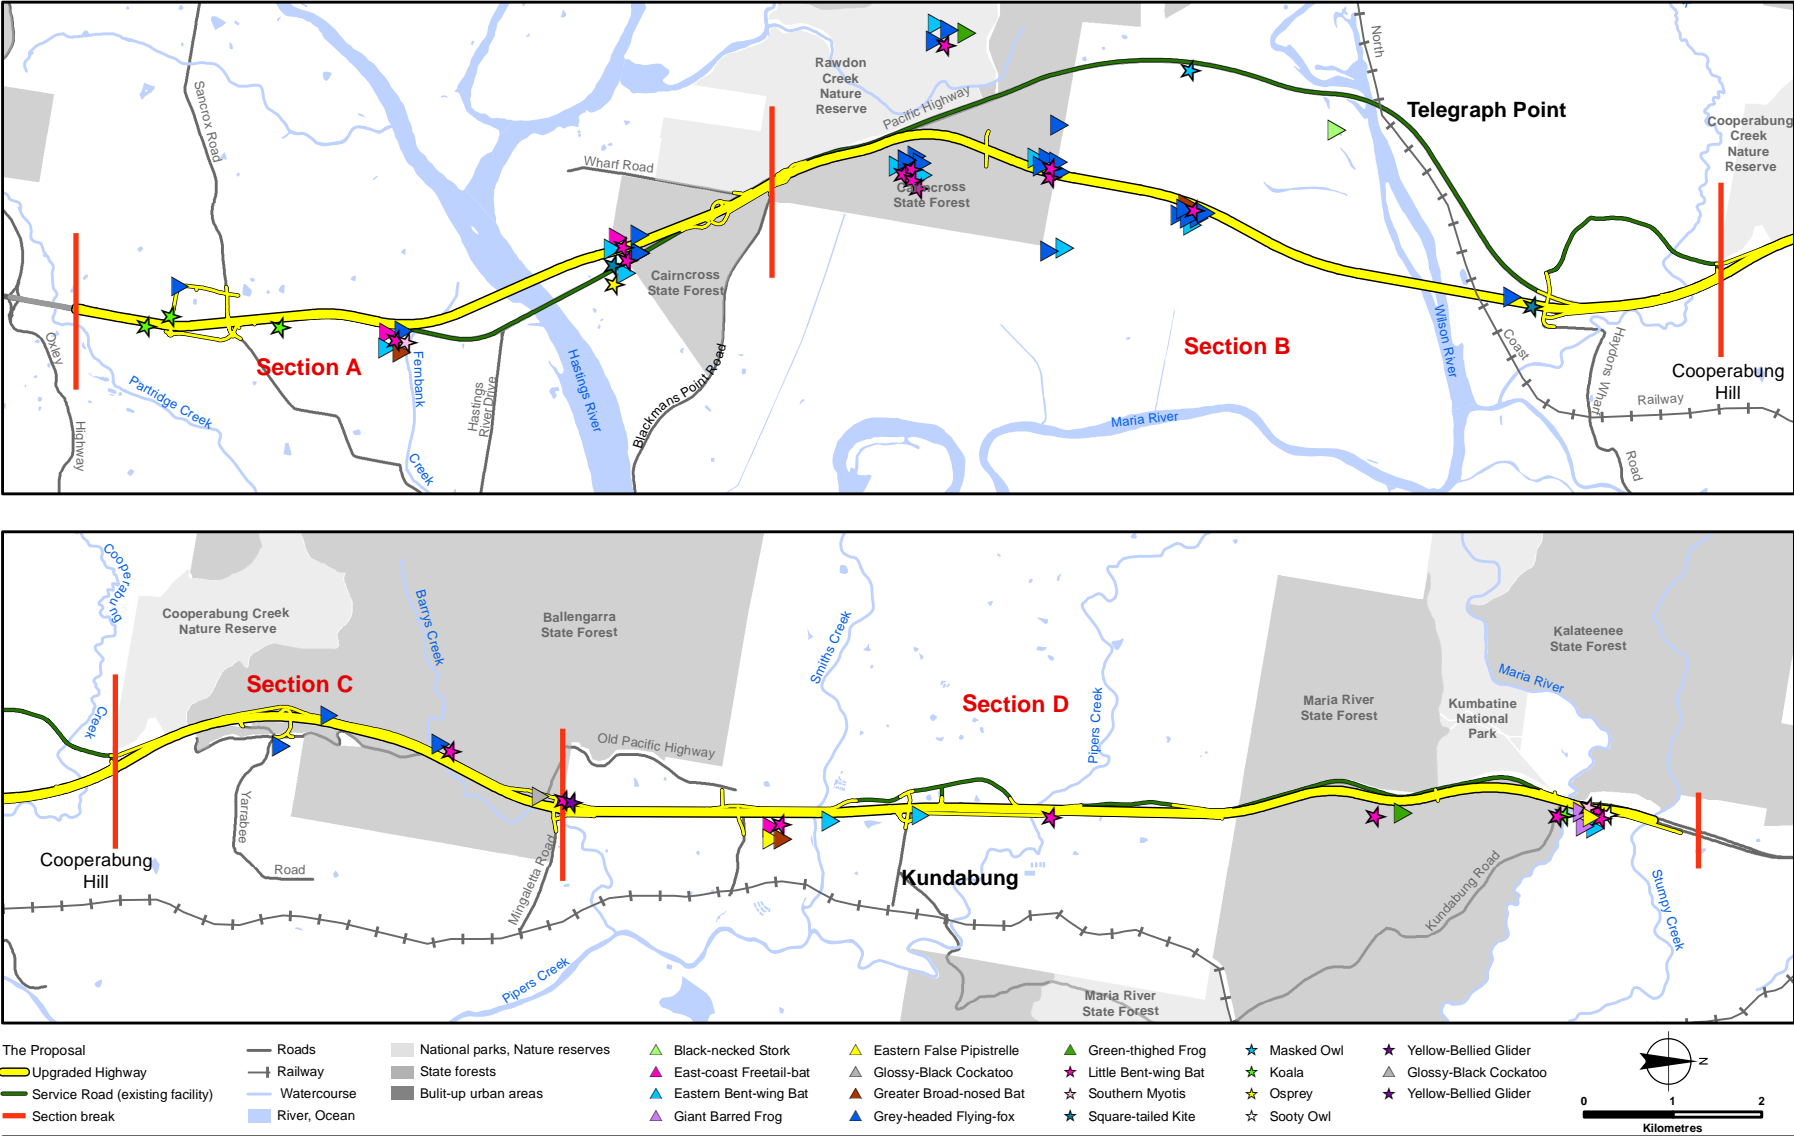 North
Sancrox Road
Rawdon
Creek
Nature
Reserve
Pacific Highway
Telegraph Point
Cooperabung
Creek
Nature
Reserve
Wharf Road
Cairncross
State Forest
Cairncross
State Forest
Oxley
Highway
Partridge Creek
Section A
Fernbank
Creek
Hastings
River Drive
Hastings River
Blackmans Point Road
Section B
Maria River
Wilson River
Coast
Haydons Wharf
Road
Railway
Cooperabung
Hill
Cooperabung
Creek
Cooperabung Creek
Nature Reserve
Barrys Creek
Ballengarra
State Forest
Smiths Creek
Section C
Section D
Pipers Creek
Maria River
State Forest
Kumbatine
National
Park
Kalateenee
State Forest
Maria River
Old Pacific Highway
Yarrabee
Road
Cooperabung
Hill
Mingaletta Road
Kundabung
Kundabung Road
Stumpy Creek
Pipers Creek
Maria River
State Forest
The Proposal
Upgraded Highway
Service Road (existing facility)
Section break
Roads
Railway
Watercourse
River, Ocean
National parks, Nature reserves
State forests
Bulit-up urban areas
Black-necked Stork
East-coast Freetail-bat
Eastern Bent-wing Bat
Giant Barred Frog
Eastern False Pipistrelle
Glossy-Black Cockatoo
Greater Broad-nosed Bat
Grey-headed Flying-fox
Green-thighed Frog
Little Bent-wing Bat
Southern Myotis
Square-tailed Kite
Masked Owl
Koala
Osprey
Sooty Owl
Yellow-Bellied Glider
Glossy-Black Cockatoo
Yellow-Bellied Glider
N
0 1 2
Kilometres